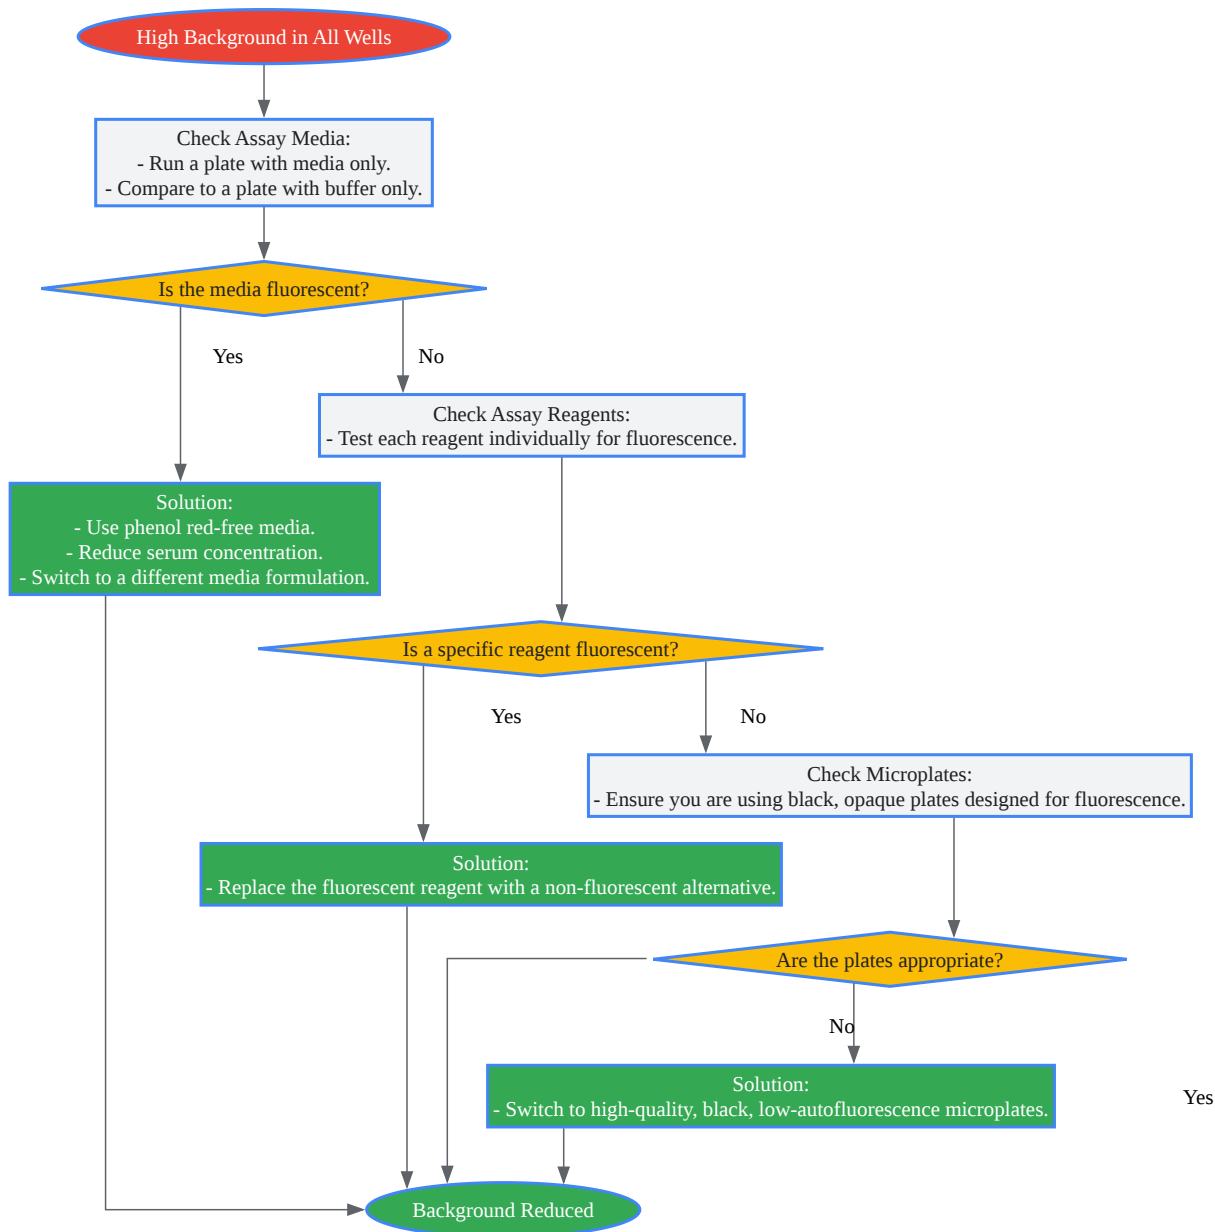 High Background in All Wells
Check Assay Media:
- Run a plate with media only.
- Compare to a plate with buffer only.
Is the media fluorescent?
Yes
No
Check Assay Reagents:
- Test each reagent individually for fluorescence.
Solution:
- Use phenol red-free media.
- Reduce serum concentration.
- Switch to a different media formulation.
Is a specific reagent fluorescent?
Yes
No
Check Microplates:
- Ensure you are using black, opaque plates designed for fluorescence.
Solution:
- Replace the fluorescent reagent with a non-fluorescent alternative.
Are the plates appropriate?
No
Solution:
- Switch to high-quality, black, low-autofluorescence microplates.
Yes
Background Reduced